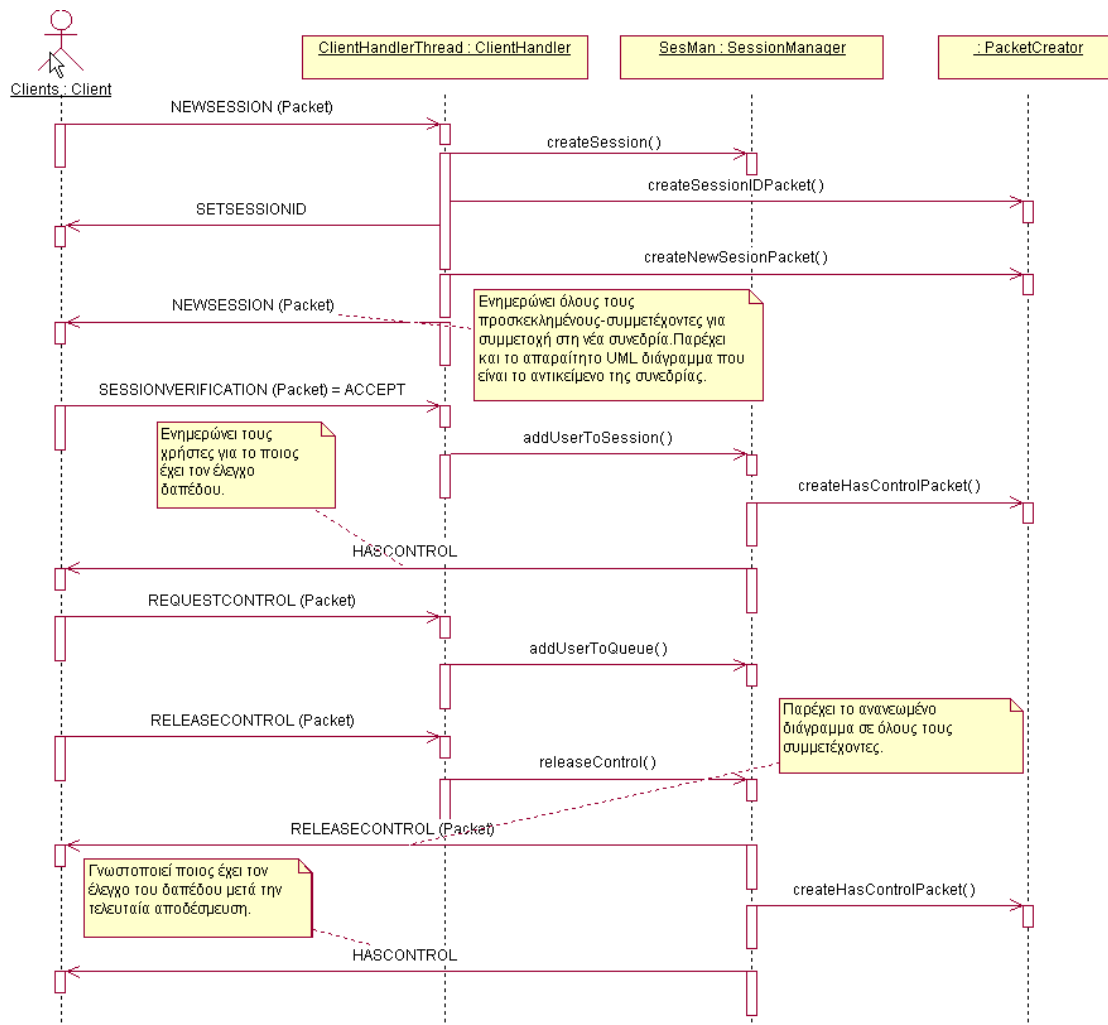 ClientHandlerThread : ClientHandler
SesMan : SessionManager
: PacketCreator
Clients : Client
NEWSESSION (Packet)
createSession()
createSessionIDPacket()
SETSESSIONID
createNewSesionPacket()
NEWSESSION (Packet)
Ενημερώνει όλους τους
προσκεκλημένους-συμμετέχοντες για
συμμετοχή στη νέα συνεδρία.Παρέχει
και το απαραίτητο UML διάγραμμα που
είναι το αντικείμενο της συνεδρίας.
SESSIONVERIFICATION (Packet) = ACCEPT
Ενημερώνει τους
χρήστες για το ποιος
έχει τον έλεγχο
δαπέδου.
addUserToSession()
createHasControlPacket()
HASCONTROL
REQUESTCONTROL (Packet)
addUserToQueue()
RELEASECONTROL (Packet)
Παρέχει το ανανεωμένο
διάγραμμα σε όλους τους
συμμετέχοντες.
releaseControl()
RELEASECONTROL (Packet)
Γνωστοποιεί ποιος έχει τον
έλεγχο του δαπέδου μετά την
τελευταία αποδέσμευση.
createHasControlPacket()
HASCONTROL